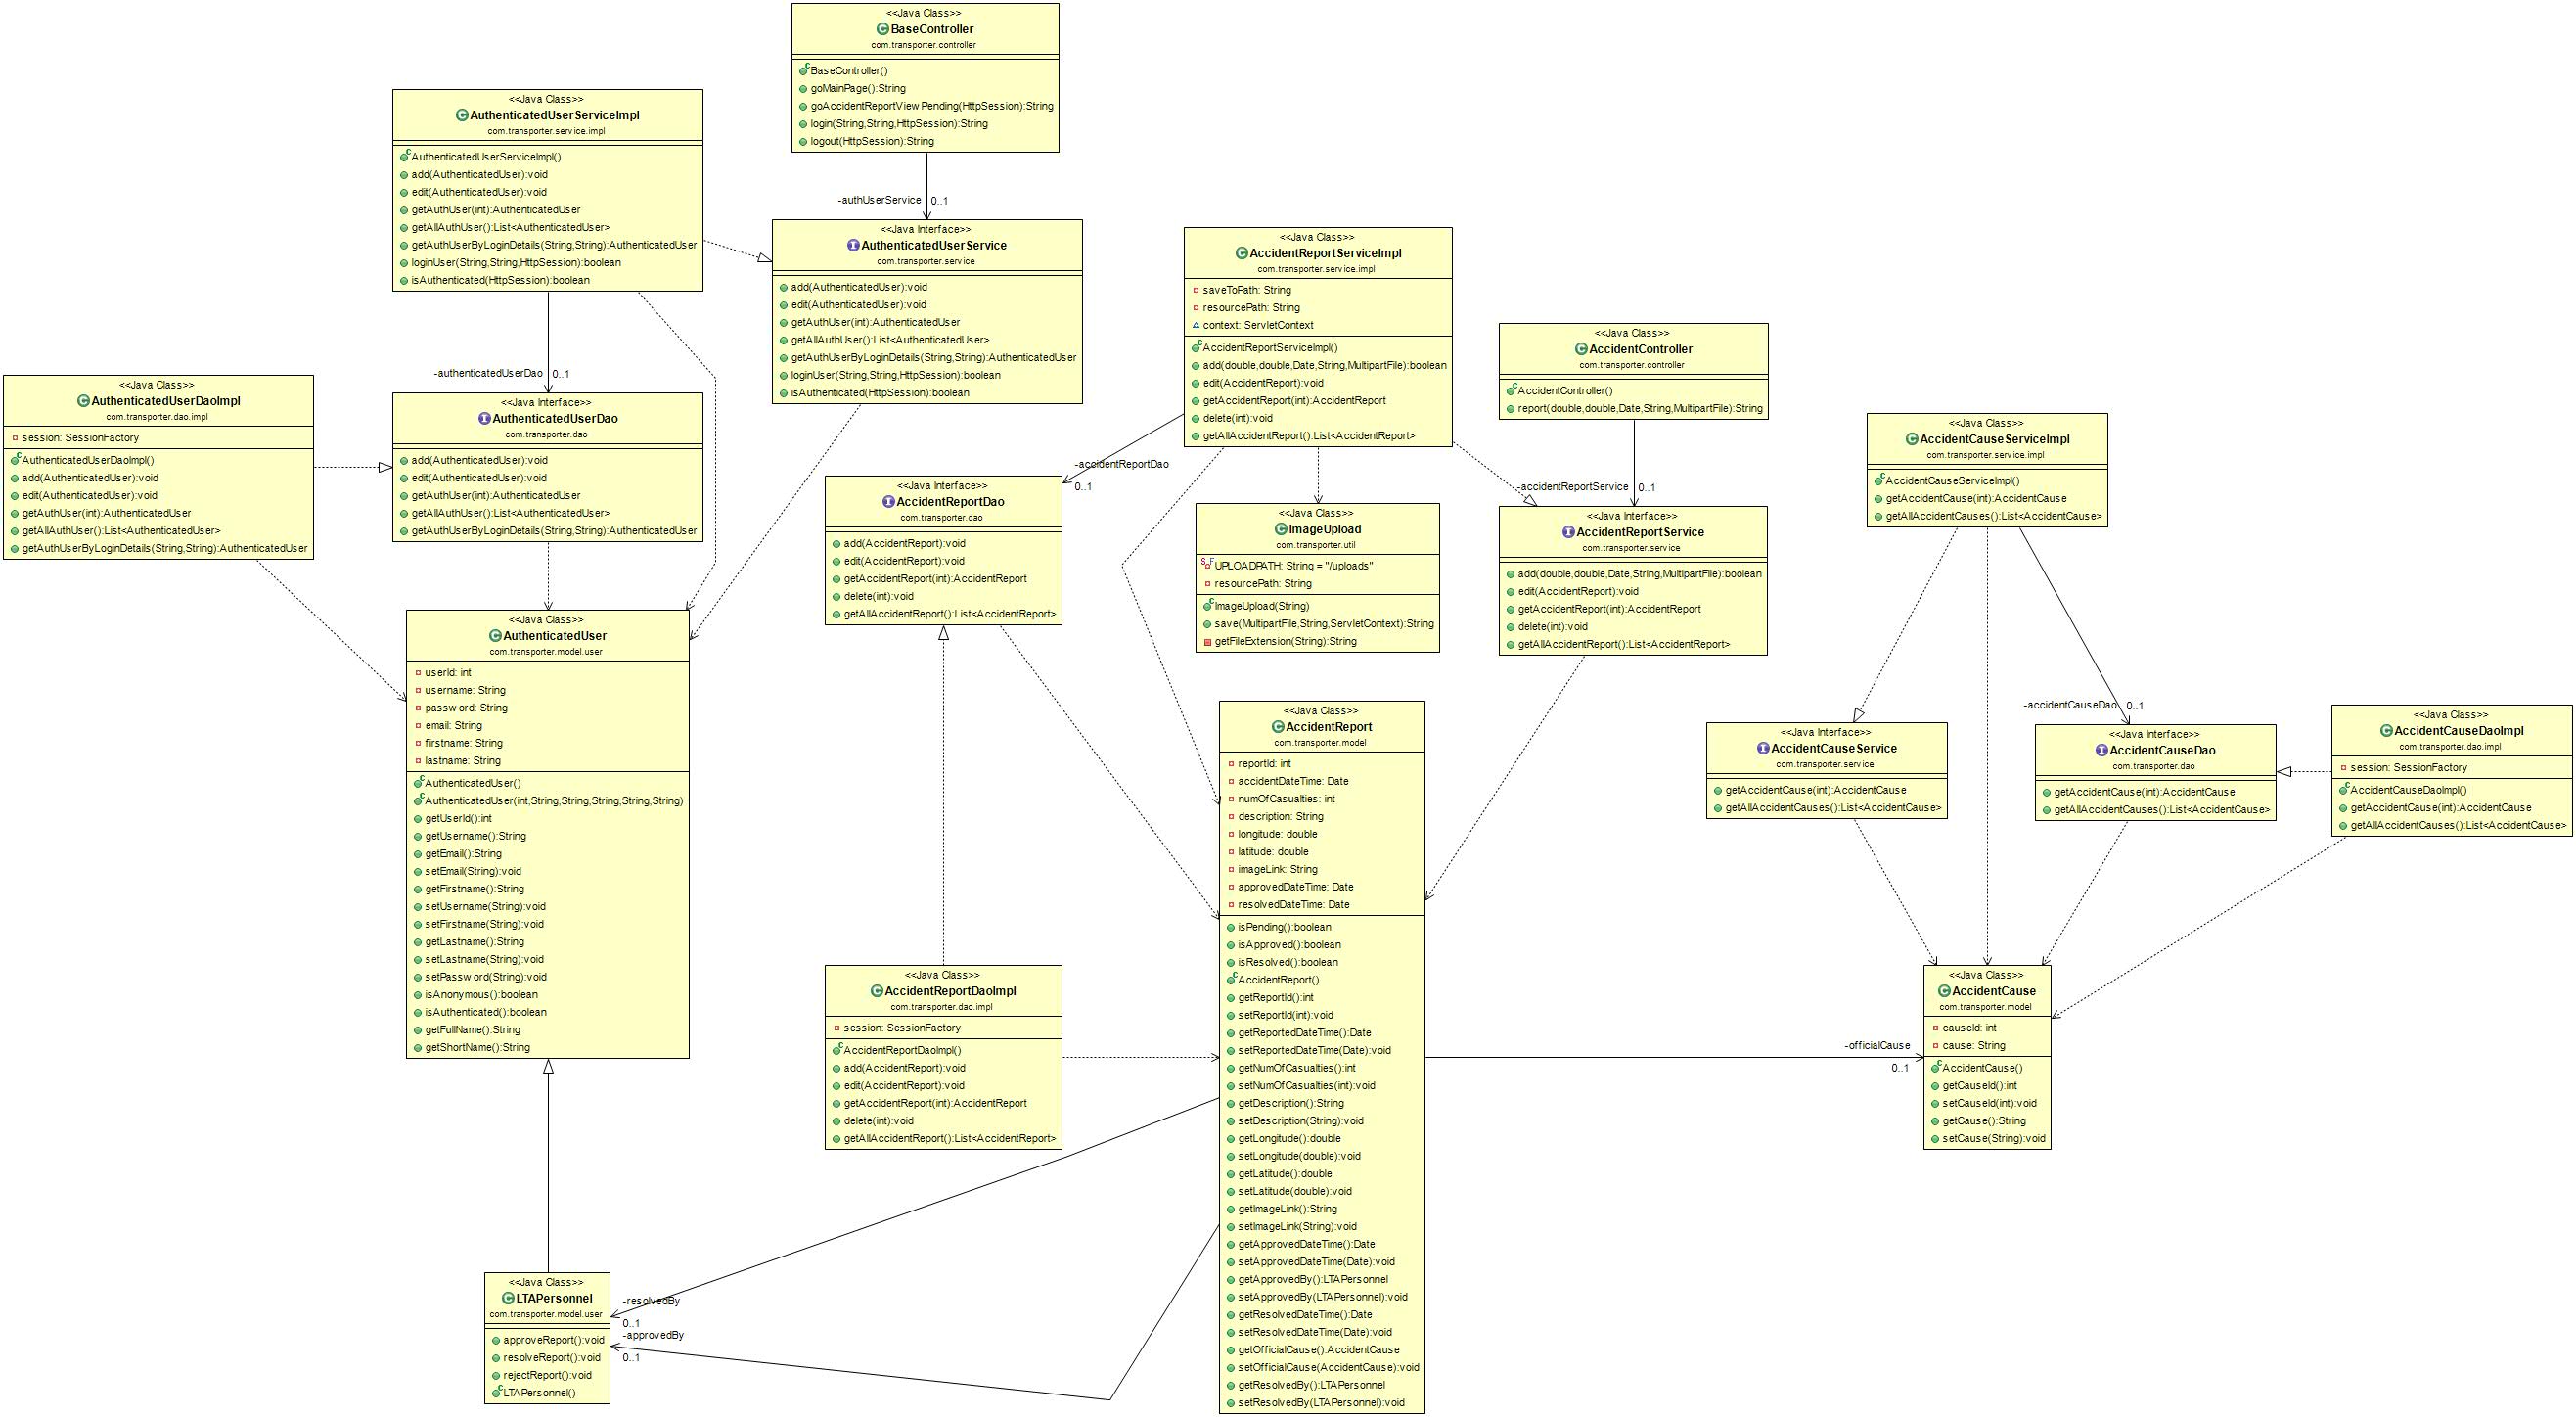 <<Java Class>>
BaseController
com.transporter.controller
BaseController()
goMainPage():String
goAccidentReportViewPending(HttpSession):String
login(String,String,HttpSession):String
logout(HttpSession):String
-authUserService
0..1
<<Java Class>>
AuthenticatedUserServiceImpl
com.transporter.service.impl
AuthenticatedUserServiceImpl()
add(AuthenticatedUser):void
edit(AuthenticatedUser):void
getAuthUser(int):AuthenticatedUser
getAllAuthUser():List<AuthenticatedUser>
getAuthUserByLoginDetails(String,String):AuthenticatedUser
loginUser(String,String,HttpSession):boolean
isAuthenticated(HttpSession):boolean
-authenticatedUserDao
0..1
<<Java Interface>>
AuthenticatedUserService
com.transporter.service
add(AuthenticatedUser):void
edit(AuthenticatedUser):void
getAuthUser(int):AuthenticatedUser
getAllAuthUser():List<AuthenticatedUser>
getAuthUserByLoginDetails(String,String):AuthenticatedUser
loginUser(String,String,HttpSession):boolean
isAuthenticated(HttpSession):boolean
<<Java Class>>
AccidentReportServiceImpl
com.transporter.service.impl
saveToPath: String
resourcePath: String
context: ServletContext
AccidentReportServiceImpl()
add(double,double,Date,String,MultipartFile):boolean
edit(AccidentReport):void
getAccidentReport(int):AccidentReport
delete(int):void
getAllAccidentReport():List<AccidentReport>
-accidentReportDao
0..1
<<Java Class>>
AccidentController
com.transporter.controller
AccidentController()
report(double,double,Date,String,MultipartFile):String
-accidentReportService
0..1
<<Java Class>>
AuthenticatedUserDaoImpl
com.transporter.dao.impl
session: SessionFactory
AuthenticatedUserDaoImpl()
add(AuthenticatedUser):void
edit(AuthenticatedUser):void
getAuthUser(int):AuthenticatedUser
getAllAuthUser():List<AuthenticatedUser>
getAuthUserByLoginDetails(String,String):AuthenticatedUser
<<Java Interface>>
AuthenticatedUserDao
com.transporter.dao
add(AuthenticatedUser):void
edit(AuthenticatedUser):void
getAuthUser(int):AuthenticatedUser
getAllAuthUser():List<AuthenticatedUser>
getAuthUserByLoginDetails(String,String):AuthenticatedUser
<<Java Class>>
AccidentCauseServiceImpl
com.transporter.service.impl
AccidentCauseServiceImpl()
getAccidentCause(int):AccidentCause
getAllAccidentCauses():List<AccidentCause>
-accidentCauseDao
0..1
<<Java Interface>>
AccidentReportDao
com.transporter.dao
add(AccidentReport):void
edit(AccidentReport):void
getAccidentReport(int):AccidentReport
delete(int):void
getAllAccidentReport():List<AccidentReport>
<<Java Class>>
ImageUpload
com.transporter.util
UPLOADPATH: String = "/uploads"
resourcePath: String
ImageUpload(String)
save(MultipartFile,String,ServletContext):String
getFileExtension(String):String
<<Java Interface>>
AccidentReportService
com.transporter.service
add(double,double,Date,String,MultipartFile):boolean
edit(AccidentReport):void
getAccidentReport(int):AccidentReport
delete(int):void
getAllAccidentReport():List<AccidentReport>
<<Java Class>>
AuthenticatedUser
com.transporter.model.user
userId: int
username: String
password: String
email: String
firstname: String
lastname: String
AuthenticatedUser()
AuthenticatedUser(int,String,String,String,String,String)
getUserId():int
getUsername():String
getEmail():String
setEmail(String):void
getFirstname():String
setUsername(String):void
setFirstname(String):void
getLastname():String
setLastname(String):void
setPassword(String):void
isAnonymous():boolean
isAuthenticated():boolean
getFullName():String
getShortName():String
<<Java Class>>
AccidentReport
com.transporter.model
reportId: int
accidentDateTime: Date
numOfCasualties: int
description: String
longitude: double
latitude: double
imageLink: String
approvedDateTime: Date
resolvedDateTime: Date
isPending():boolean
isApproved():boolean
isResolved():boolean
AccidentReport()
getReportId():int
setReportId(int):void
getReportedDateTime():Date
setReportedDateTime(Date):void
getNumOfCasualties():int
setNumOfCasualties(int):void
getDescription():String
setDescription(String):void
getLongitude():double
setLongitude(double):void
getLatitude():double
setLatitude(double):void
getImageLink():String
setImageLink(String):void
getApprovedDateTime():Date
setApprovedDateTime(Date):void
getApprovedBy():LTAPersonnel
setApprovedBy(LTAPersonnel):void
getResolvedDateTime():Date
setResolvedDateTime(Date):void
getOfficialCause():AccidentCause
setOfficialCause(AccidentCause):void
getResolvedBy():LTAPersonnel
setResolvedBy(LTAPersonnel):void
<<Java Interface>>
AccidentCauseService
com.transporter.service
getAccidentCause(int):AccidentCause
getAllAccidentCauses():List<AccidentCause>
<<Java Interface>>
AccidentCauseDao
com.transporter.dao
getAccidentCause(int):AccidentCause
getAllAccidentCauses():List<AccidentCause>
<<Java Class>>
AccidentCauseDaoImpl
com.transporter.dao.impl
session: SessionFactory
AccidentCauseDaoImpl()
getAccidentCause(int):AccidentCause
getAllAccidentCauses():List<AccidentCause>
<<Java Class>>
AccidentReportDaoImpl
com.transporter.dao.impl
session: SessionFactory
AccidentReportDaoImpl()
add(AccidentReport):void
edit(AccidentReport):void
getAccidentReport(int):AccidentReport
delete(int):void
getAllAccidentReport():List<AccidentReport>
-officialCause
0..1
<<Java Class>>
AccidentCause
com.transporter.model
causeId: int
cause: String
AccidentCause()
getCauseId():int
setCauseId(int):void
getCause():String
setCause(String):void
<<Java Class>>
LTAPersonnel
com.transporter.model.user
approveReport():void
resolveReport():void
rejectReport():void
LTAPersonnel()
-resolvedBy
0..1
-approvedBy
0..1